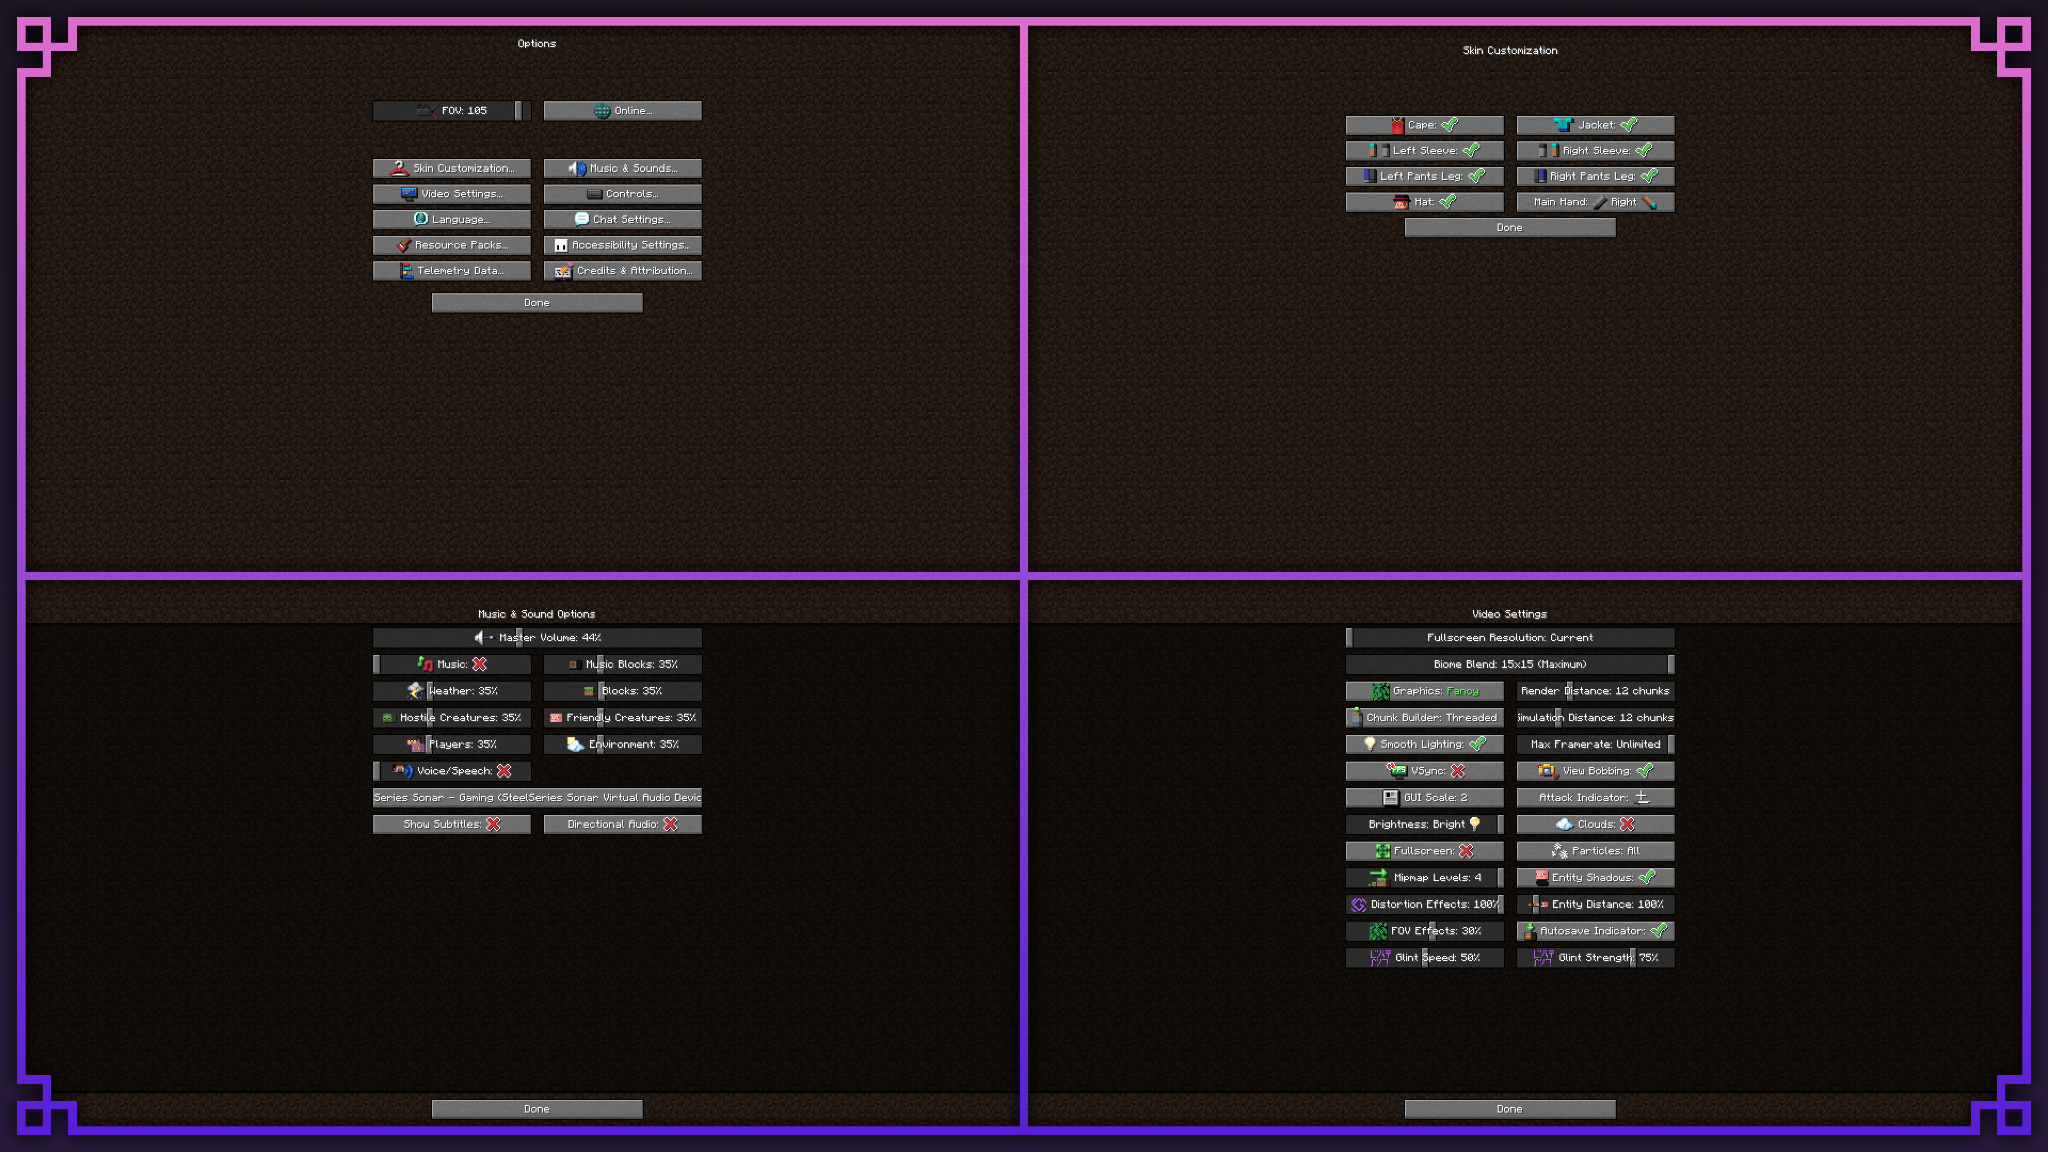 Options
FOV: 105
Online...
Skin Customization...
Music & Sounds...
Video Settings...
Controls...
Language...
Chat Settings...
Resource Packs...
Accessibility Settings...
Telemetry Data...
Credits & Attribution...
Done
Skin Customization
Cape:
Jacket:
Left Sleeve:
Right Sleeve:
Left Pants Leg:
Right Pants Leg:
Hat:
Main Hand: Right
Done
Music & Sound Options
Master Volume: 44%
Music:
Music Blocks: 35%
Weather: 35%
Blocks: 35%
Hostile Creatures: 35%
Friendly Creatures: 35%
Players: 35%
Environment: 35%
Voice/Speech:
Series Sonar - Gaming (SteelSeries Sonar Virtual Audio Devic
Show Subtitles:
Directional Audio:
Done
Video Settings
Fullscreen Resolution: Current
Biome Blend: 15x15 (Maximum)
Graphics: Fancy
Render Distance: 12 chunks
Chunk Builder: Threaded
Simulation Distance: 12 chunks
Smooth Lighting:
Max Framerate: Unlimited
VSync:
View Bobbing:
GUI Scale: 2
Attack Indicator:
Brightness: Bright
Clouds:
Fullscreen:
Particles: All
Mipmap Levels: 4
Entity Shadows:
Distortion Effects: 100%
Entity Distance: 100%
FOV Effects: 30%
Autosave Indicator:
Glint Speed: 50%
Glint Strength: 75%
Done